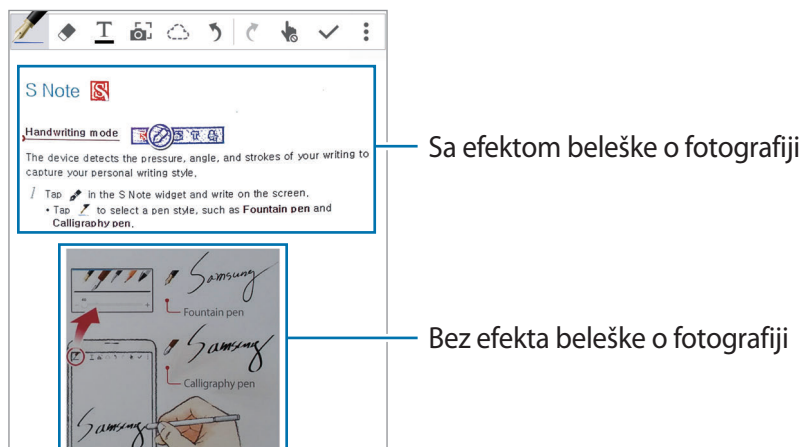 T
S Note S
Handwriting mode
The device detects the pressure, angle, and strokes of your writing to
capture your personal writing style.
1 Tap in the S Note widget and write on the screen.
• Tap to select a pen style, such as Fountain pen and
Calligraphy pen.
Sa efektom beleške o fotografiji
Samsung
Fountain pen
Samsung
Calligraphy pen
Samsung
Bez efekta beleške o fotografiji